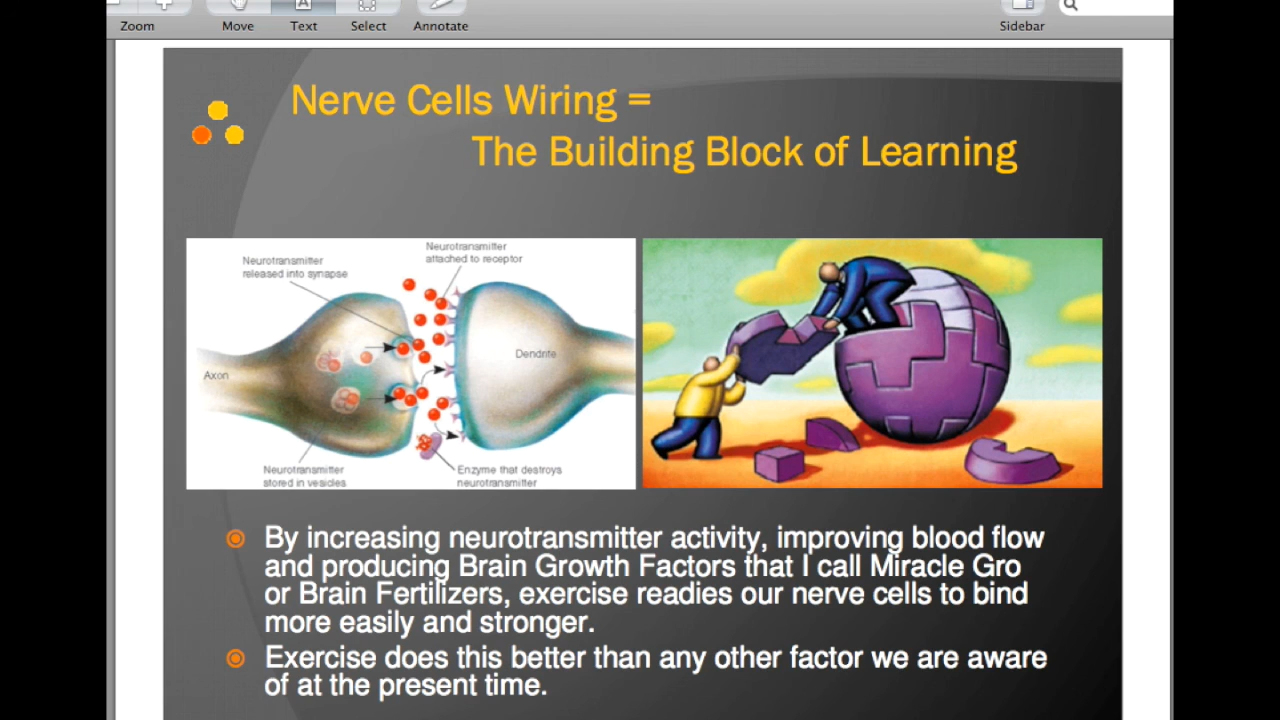 Zoom
Move
Text
Select
Annotate
Sidebar
Nerve Cells Wiring =
The Building Block of Learning
Neurotransmitter
released into synapse
Neurotransmitter
attached to receptor
Axon
Dendrite
Neurotransmitter
stored in vesicles
Enzyme that destroys
neurotransmitter
By increasing neurotransmitter activity, improving blood flow
and producing Brain Growth Factors that I call Miracle Gro
or Brain Fertilizers, exercise readies our nerve cells to bind
more easily and stronger.
Exercise does this better than any other factor we are aware
of at the present time.